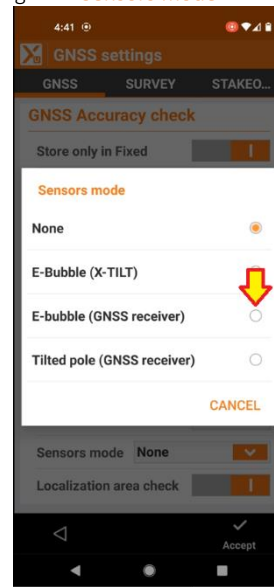 4:41
GNSS settings
GNSS SURVEY STAKEO...
GNSS Accuracy check
Store only in Fixed
Sensors mode
None
E-Bubble (X-TILT)
E-bubble (GNSS receiver)
Tilted pole (GNSS receiver)
CANCEL
Sensors mode None
Localization area check
Accept